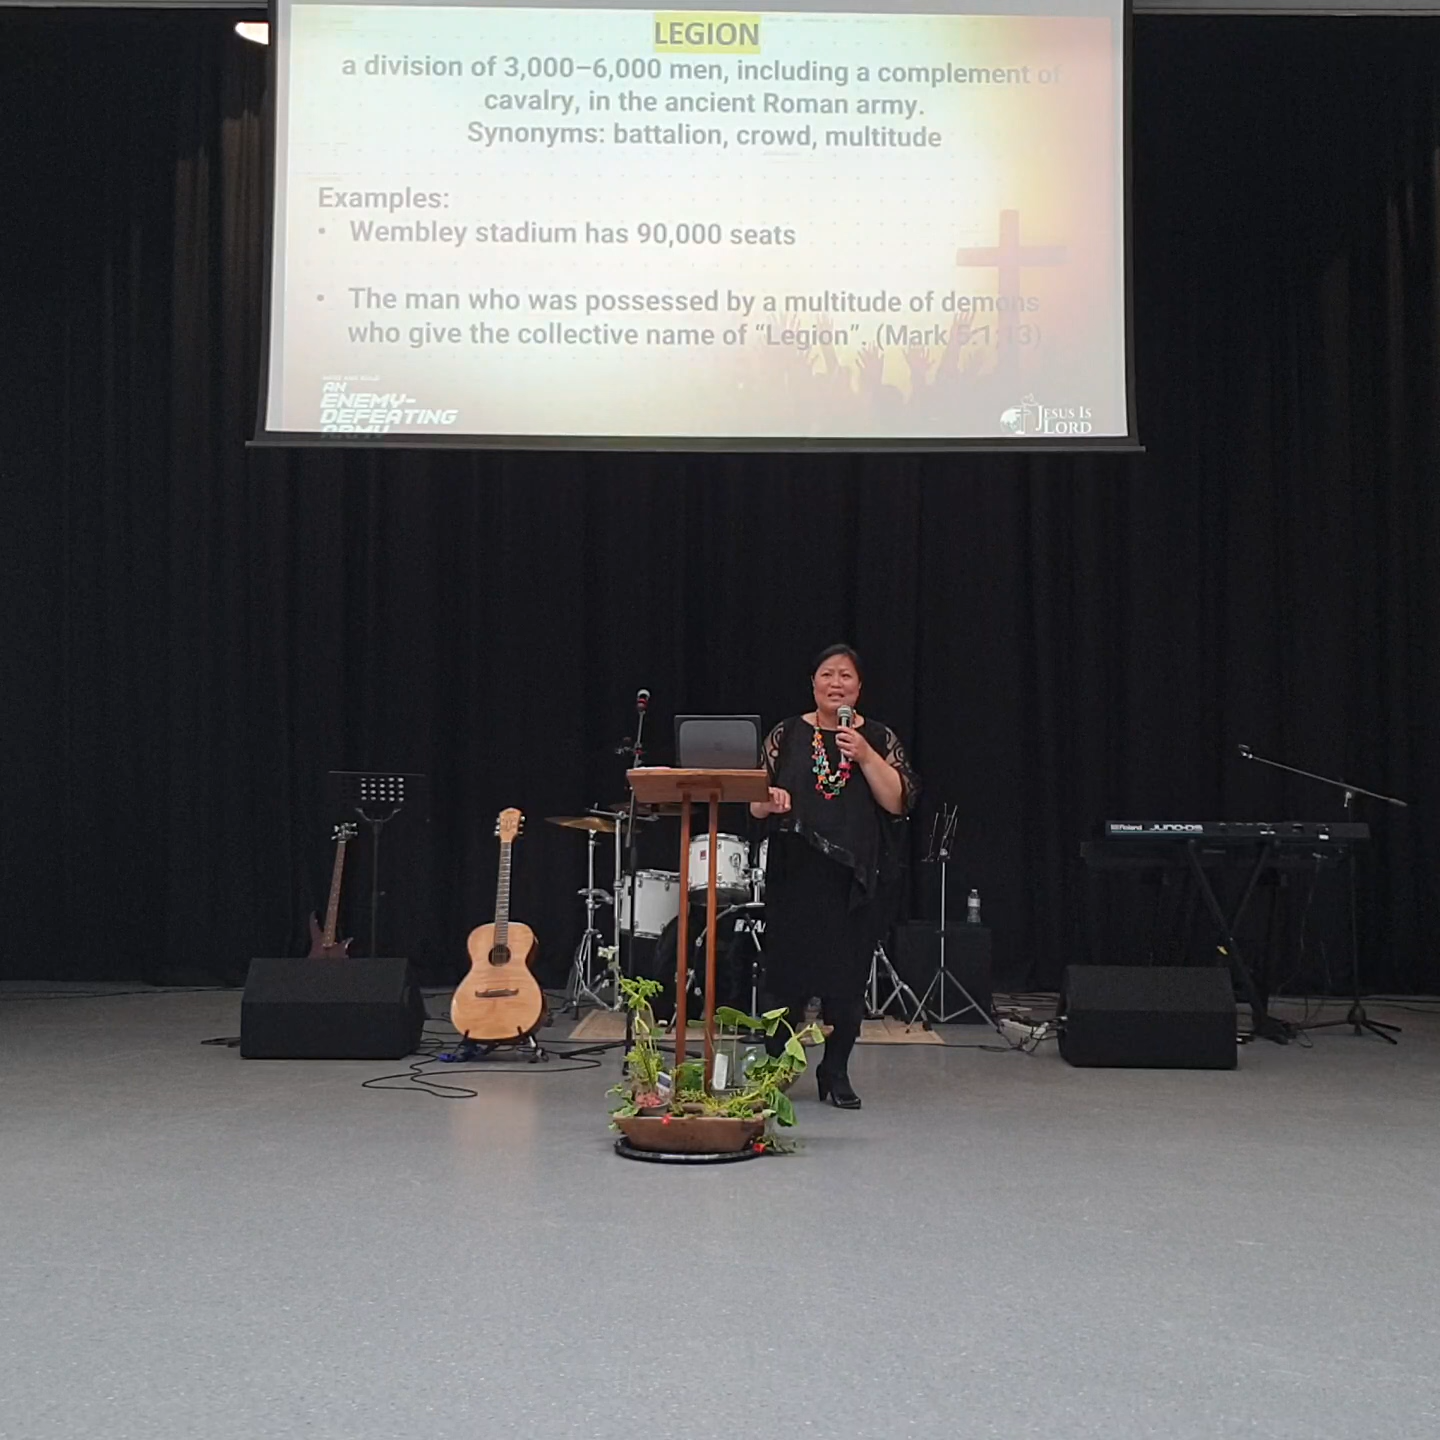 LEGION
a division of 3,000–6,000 men, including a complement of
cavalry, in the ancient Roman army.
Synonyms: battalion, crowd, multitude
Examples:
• Wembley stadium has 90,000 seats
• The man who was possessed by a multitude of demons
who give the collective name of “Legion”. (Mark 5:1;13)
AN
ENEMY-
DEFEATING
ARMY
JESUS IS
LORD
Roland JUNO-DS